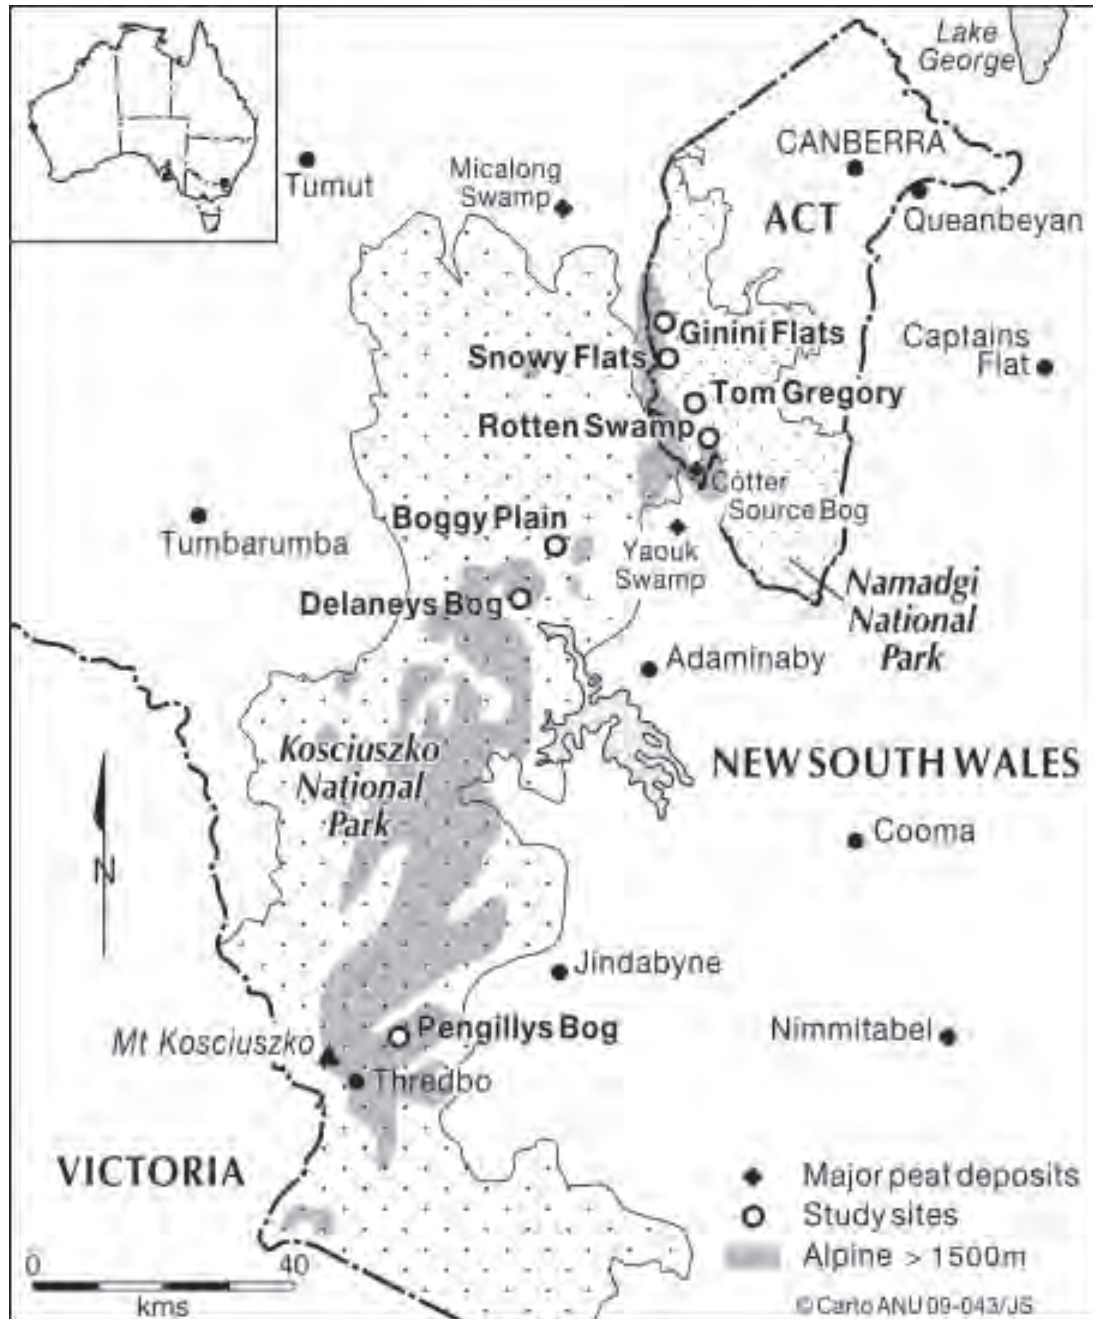 Lake
George
CANBERRA
Tumut
Micalong
Swamp
ACT
Queanbeyan
Ginini Flats
Captains
Flat
Snowy Flats
Tom Gregory
Rotten Swamp
Cotter
Source Bog
Boggy Plain
Tumbarumba
Yaouk
Swamp
Namadgi
National
Park
Delaneys Bog
Adaminaby
Kosciuszko
National
Park
NEW SOUTH WALES
Cooma
N
Jindabyne
Pengillys Bog
Nimmitabel
Mt Kosciuszko
Thredbo
VICTORIA
Major peat deposits
Study sites
Alpine > 1500m
0
40
kms
© Carto ANU 09-043/JS